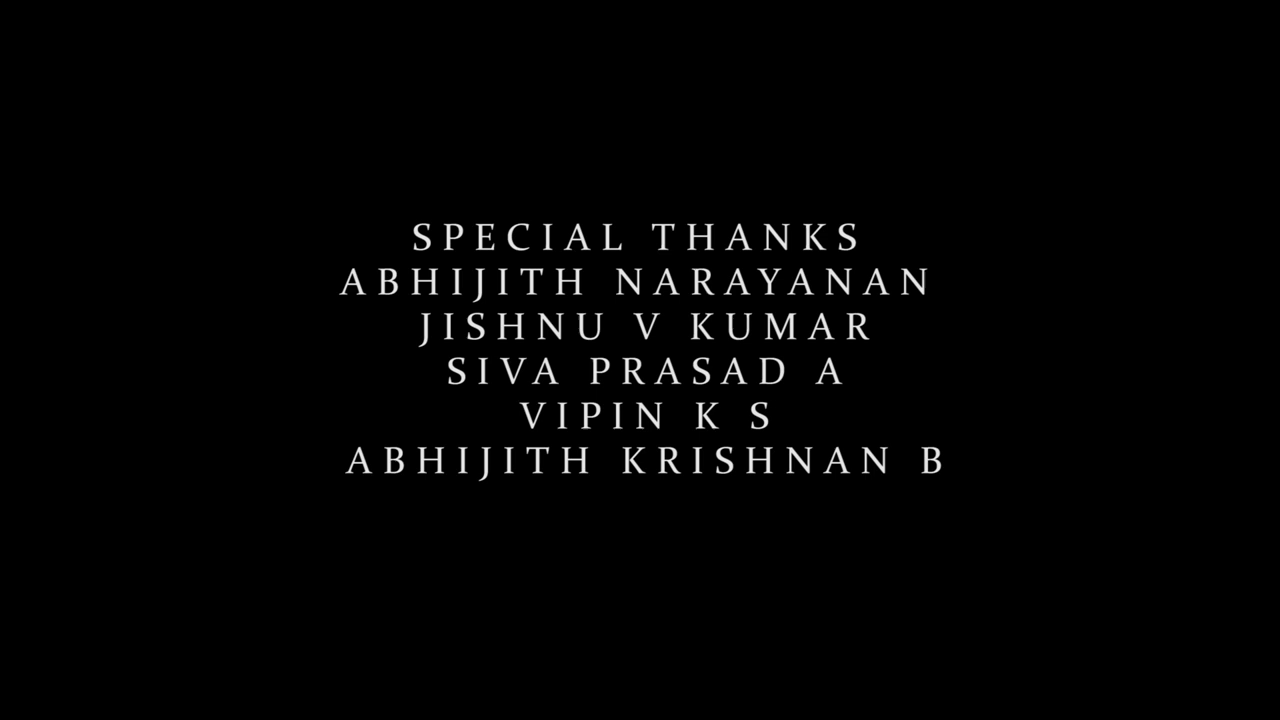 SPECIAL THANKS
ABHIJITH NARAYANAN
JISHNU V KUMAR
SIVA PRASAD A
VIPIN K S
ABHIJITH KRISHNAN B